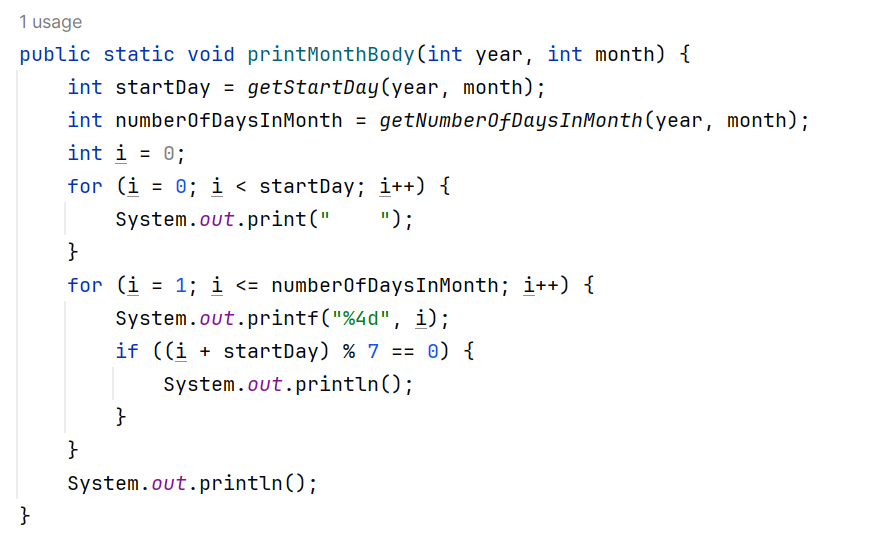 1 usage
public static void printMonthBody(int year, int month) {
    int startDay = getStartDay(year, month);
    int numberOfDaysInMonth = getNumberOfDaysInMonth(year, month);
    int i = 0;
    for (i = 0; i < startDay; i++) {
        System.out.print("    ");
    }
    for (i = 1; i <= numberOfDaysInMonth; i++) {
        System.out.printf("%4d", i);
        if ((i + startDay) % 7 == 0) {
            System.out.println();
        }
    }
    System.out.println();
}